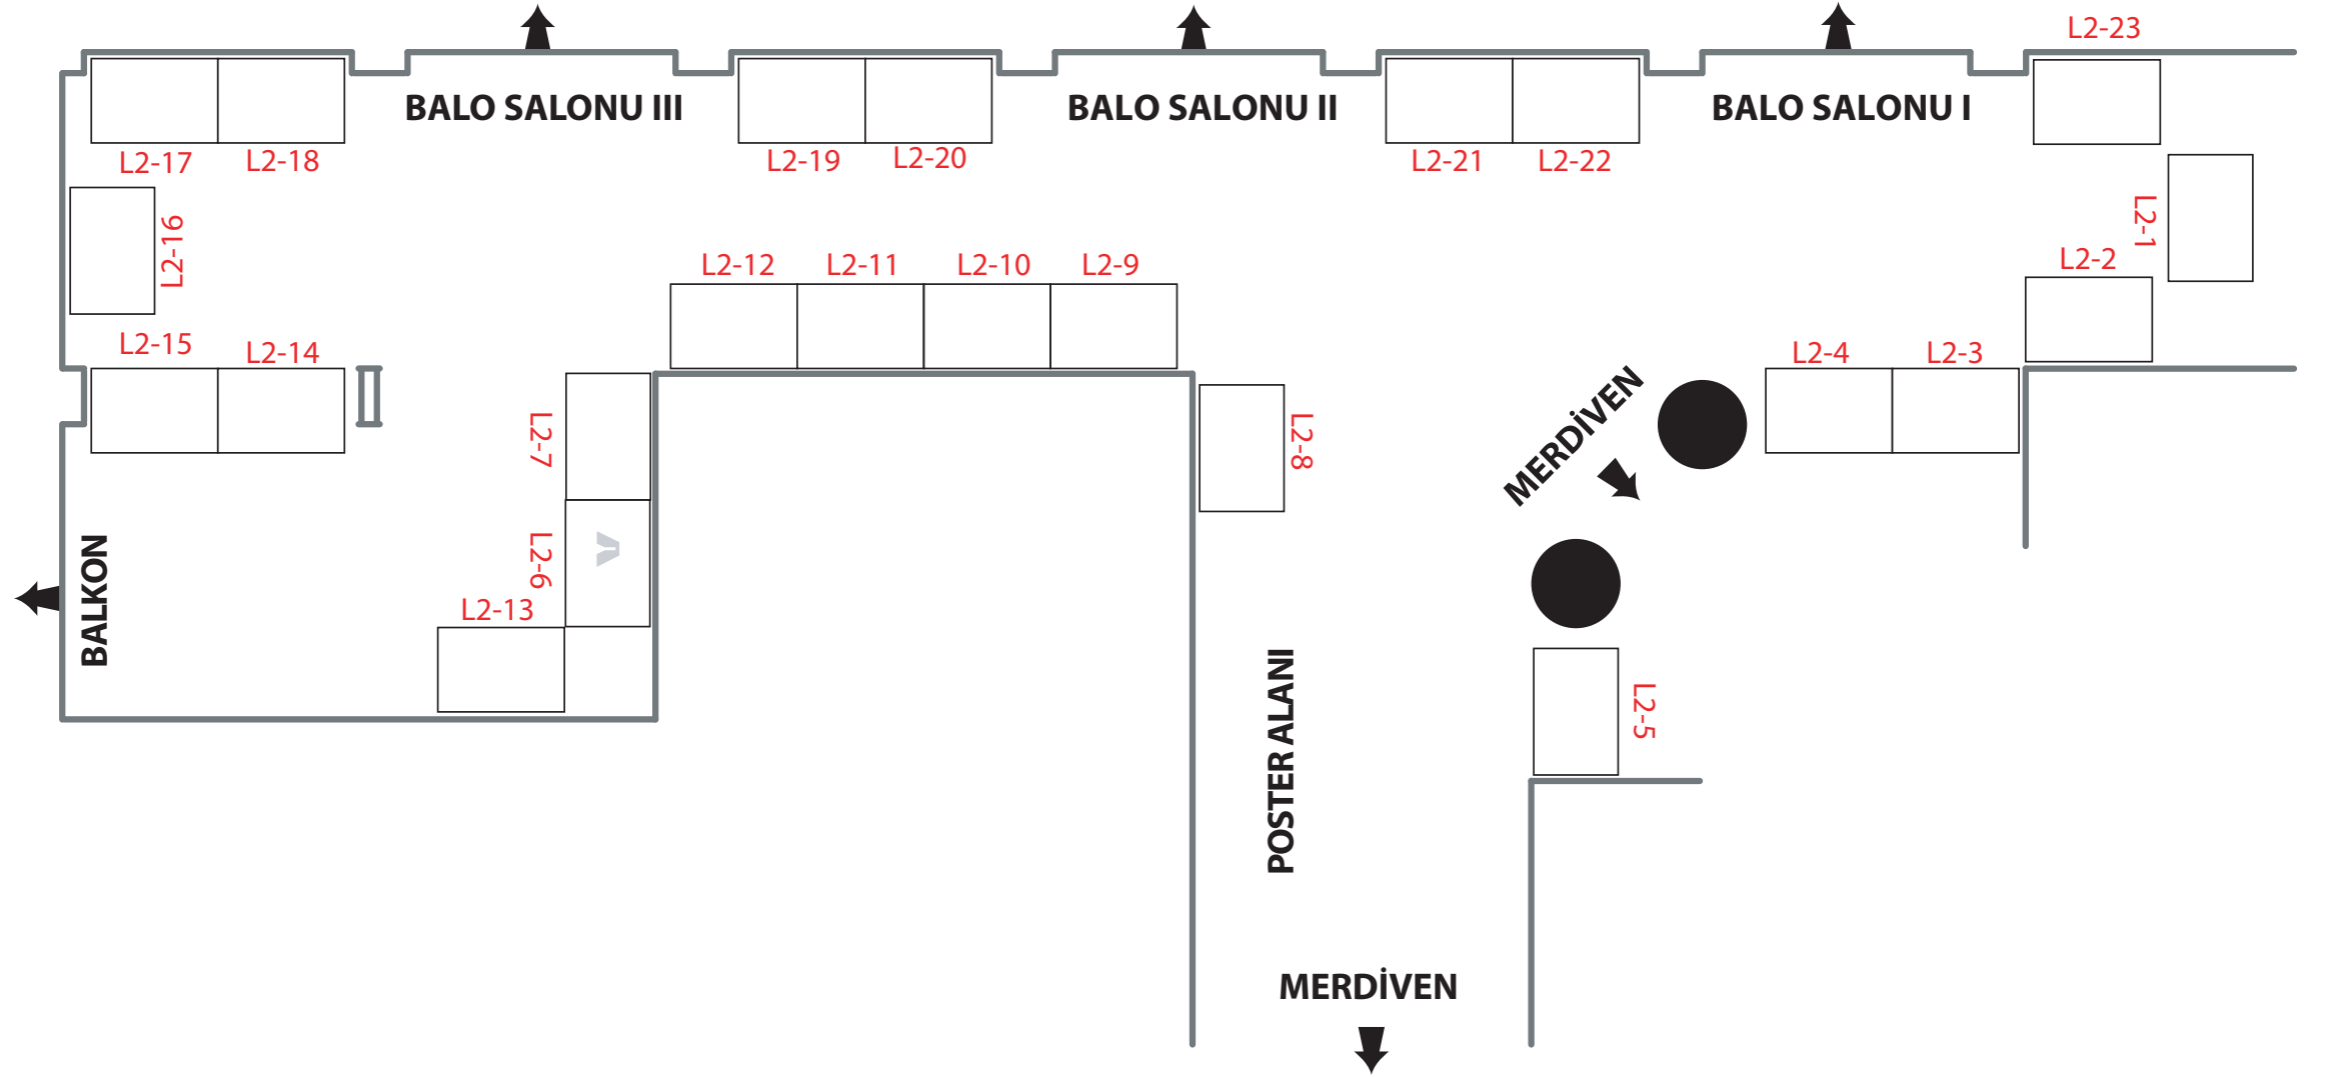 L2-23
BALO SALONU III
BALO SALONU II
BALO SALONU I
L2-17
L2-18
L2-19
L2-20
L2-21
L2-22
L2-16
L2-1
L2-12
L2-11
L2-10
L2-9
L2-2
L2-15
L2-14
L2-4
L2-3
L2-7
L2-8
MERDİVEN
L2-6
L2-13
BALKON
L2-5
POSTER ALANI
MERDİVEN